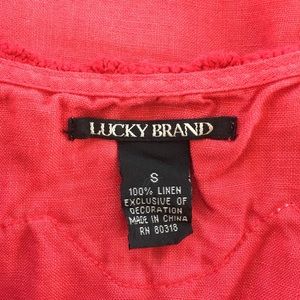 LUCKY BRAND
S
100% LINEN
EXCLUSIVE OF
DECORATION
MADE IN CHINA
RN 80318